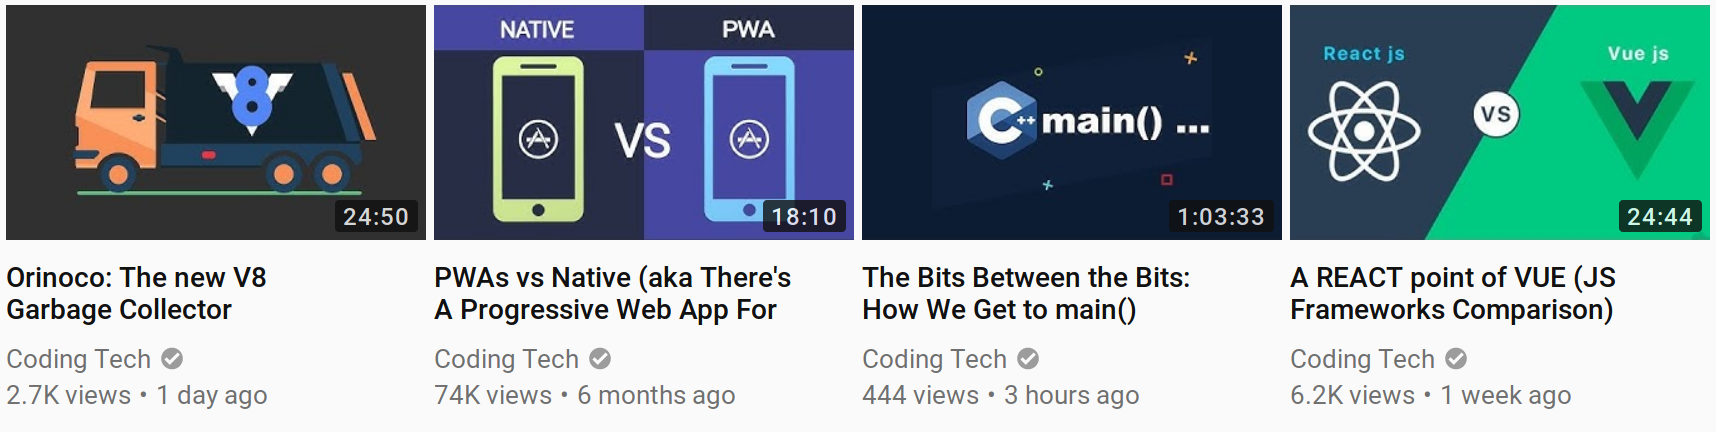 V8
24:50
Orinoco: The new V8
Garbage Collector
Coding Tech
2.7K views • 1 day ago
NATIVE
PWA
VS
18:10
PWAs vs Native (aka There's
A Progressive Web App For
Coding Tech
74K views • 6 months ago
C++ main() ...
1:03:33
The Bits Between the Bits:
How We Get to main()
Coding Tech
444 views • 3 hours ago
React js
Vue js
VS
24:44
A REACT point of VUE (JS
Frameworks Comparison)
Coding Tech
6.2K views • 1 week ago